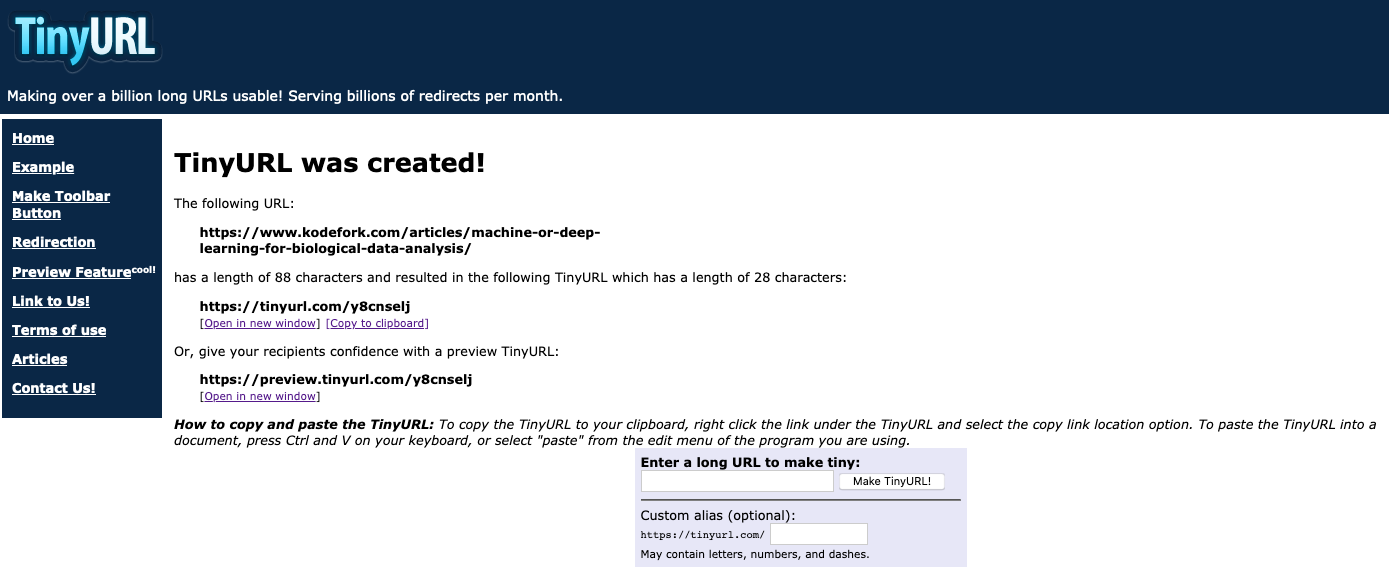 TinyURL
Making over a billion long URLs usable! Serving billions of redirects per month.
Home
Example
Make Toolbar
Button
Redirection
Preview Featurecool!
Link to Us!
Terms of use
Articles
Contact Us!
TinyURL was created!
The following URL:
https://www.kodefork.com/articles/machine-or-deep-
learning-for-biological-data-analysis/
has a length of 88 characters and resulted in the following TinyURL which has a length of 28 characters:
https://tinyurl.com/y8cnselj
[Open in new window] [Copy to clipboard]
Or, give your recipients confidence with a preview TinyURL:
https://preview.tinyurl.com/y8cnselj
[Open in new window]
How to copy and paste the TinyURL: To copy the TinyURL to your clipboard, right click the link under the TinyURL and select the copy link location option. To paste the TinyURL into a
document, press Ctrl and V on your keyboard, or select "paste" from the edit menu of the program you are using.
Enter a long URL to make tiny:
Make TinyURL!
Custom alias (optional):
https://tinyurl.com/
May contain letters, numbers, and dashes.